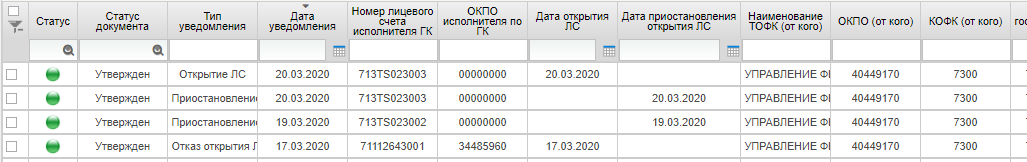 Статус
Статус документа
Тип уведомления
Дата уведомления
Номер лицевого счета исполнителя ГК
ОКПО исполнителя по ГК
Дата открытия ЛС
Дата приостановления открытия ЛС
Наименование ТОФК (от кого)
ОКПО (от кого)
КОФК (от кого)
Утвержден Открытие ЛС 20.03.2020 713TS023003 00000000 20.03.2020 УПРАВЛЕНИЕ 40449170 7300
Утвержден Приостановление 20.03.2020 713TS023003 00000000 20.03.2020 УПРАВЛЕНИЕ 40449170 7300
Утвержден Приостановление 19.03.2020 713TS023002 00000000 19.03.2020 УПРАВЛЕНИЕ 40449170 7300
Утвержден Отказ открытия 17.03.2020 71112643001 34485960 17.03.2020 УПРАВЛЕНИЕ 40449170 7300